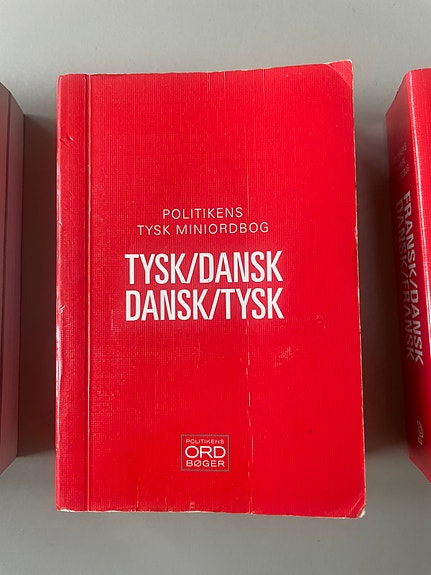 POLITIKENS
TYSK MINIORDBOG
TYSK/DANSK
DANSK/TYSK
POLITIKENS
ORD
BØGER
FRANSK/DANSK
DANSK/FRANSK